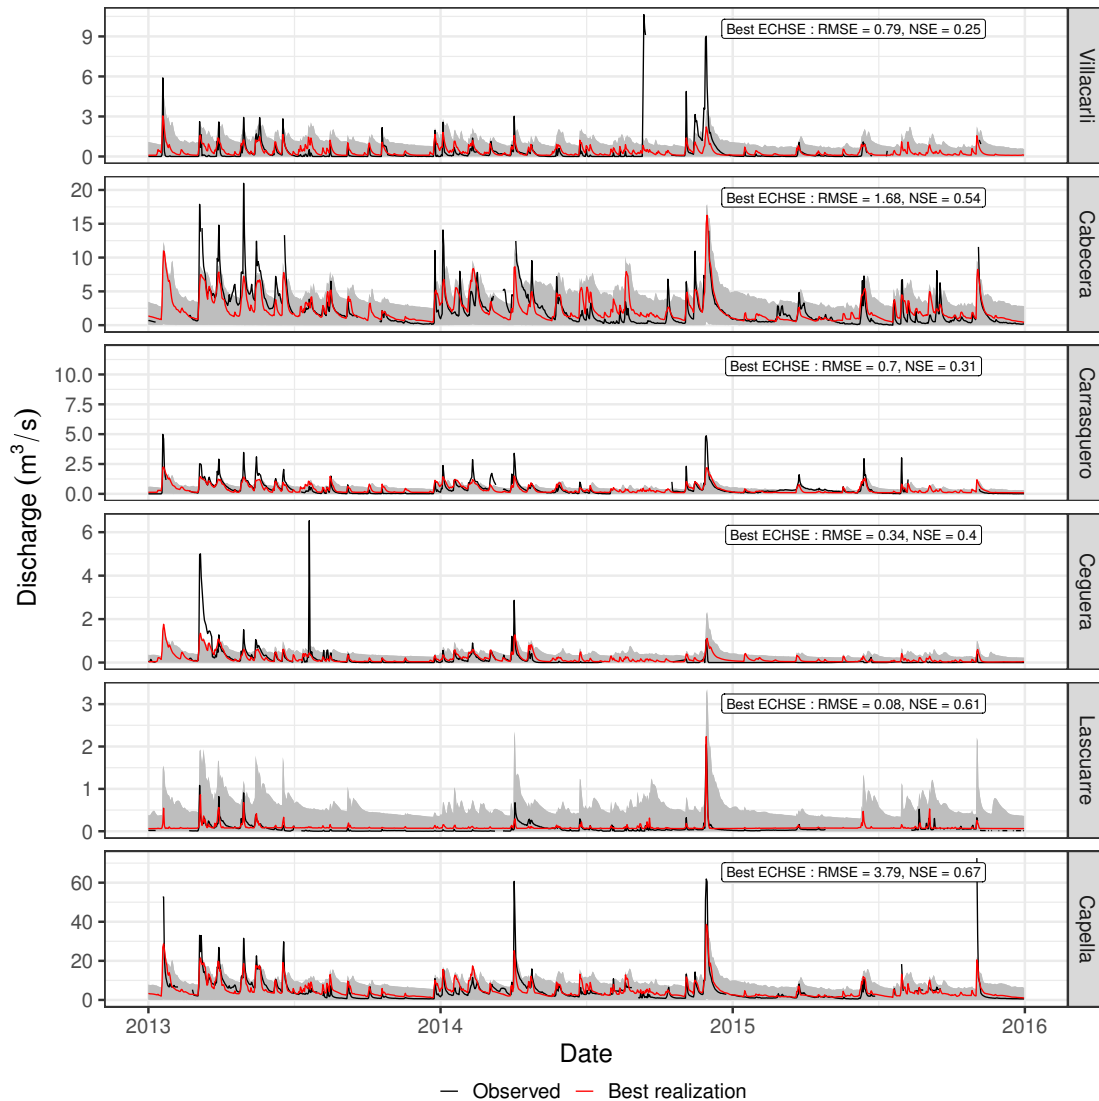 Best ECHSE : RMSE = 0.79, NSE = 0.25
9
6
3
0
Villacarli
Best ECHSE : RMSE = 1.68, NSE = 0.54
20
15
10
5
0
Cabecera
Best ECHSE : RMSE = 0.7, NSE = 0.31
10.0
7.5
5.0
2.5
0.0
Carrasquero
Best ECHSE : RMSE = 0.34, NSE = 0.4
6
4
2
0
Ceguera
Best ECHSE : RMSE = 0.08, NSE = 0.61
3
2
1
0
Lascuarre
Best ECHSE : RMSE = 3.79, NSE = 0.67
60
40
20
0
Capella
Discharge (m³/s)
2013 2014 2015 2016
Date
Observed Best realization